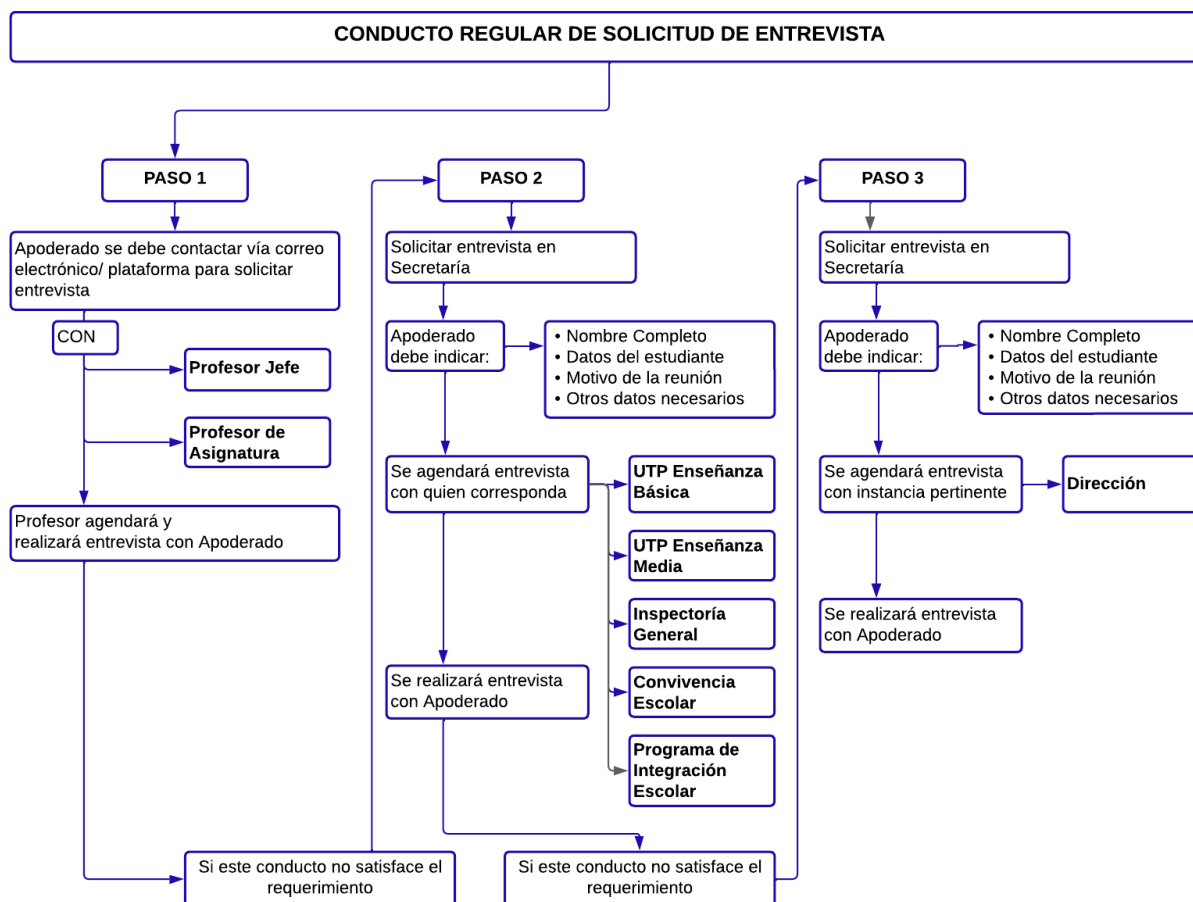 CONDUCTO REGULAR DE SOLICITUD DE ENTREVISTA
PASO 1
Apoderado se debe contactar vía correo
electrónico/ plataforma para solicitar
entrevista
CON
Profesor Jefe
Profesor de
Asignatura
Profesor agendará y
realizará entrevista con Apoderado
Si este conducto no satisface el
requerimiento
PASO 2
Solicitar entrevista en
Secretaría
Apoderado
debe indicar:
• Nombre Completo
• Datos del estudiante
• Motivo de la reunión
• Otros datos necesarios
Se agendará entrevista
con quien corresponda
UTP Enseñanza
Básica
UTP Enseñanza
Media
Inspectoría
General
Convivencia
Escolar
Programa de
Integración
Escolar
Se realizará entrevista
con Apoderado
Si este conducto no satisface el
requerimiento
PASO 3
Solicitar entrevista en
Secretaría
Apoderado
debe indicar:
• Nombre Completo
• Datos del estudiante
• Motivo de la reunión
• Otros datos necesarios
Se agendará entrevista
con instancia pertinente
Dirección
Se realizará entrevista
con Apoderado